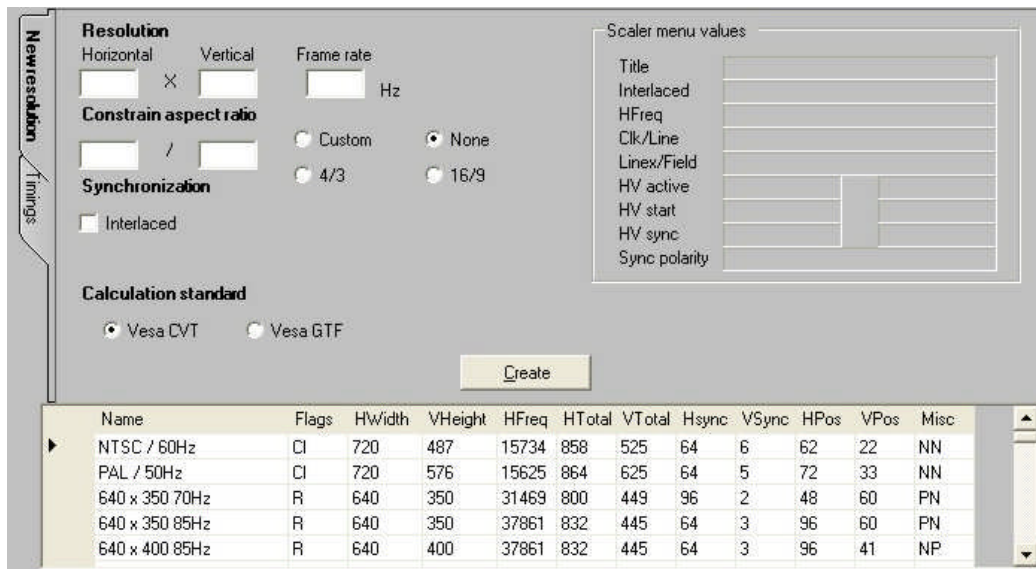 New resolution
Timings
Resolution
Horizontal Vertical Frame rate
X Hz
Constrain aspect ratio
/ Custom None
4/3 16/9
Synchronization
Interlaced
Calculation standard
Vesa CVT Vesa GTF
Create
Scaler menu values
Title
Interlaced
HFreq
Clk/Line
Linex/Field
HV active
HV start
HV sync
Sync polarity
Name Flags HWidth VHeight HFreq HTotal VTotal Hsync VSync HPos VPos Misc
NTSC / 60Hz CI 720 487 15734 858 525 64 6 62 22 NN
PAL / 50Hz CI 720 576 15625 864 625 64 5 72 33 NN
640 x 350 70Hz R 640 350 31469 800 449 96 2 48 60 PN
640 x 350 85Hz R 640 350 37861 832 445 64 3 96 60 PN
640 x 400 85Hz R 640 400 37861 832 445 64 3 96 41 NP